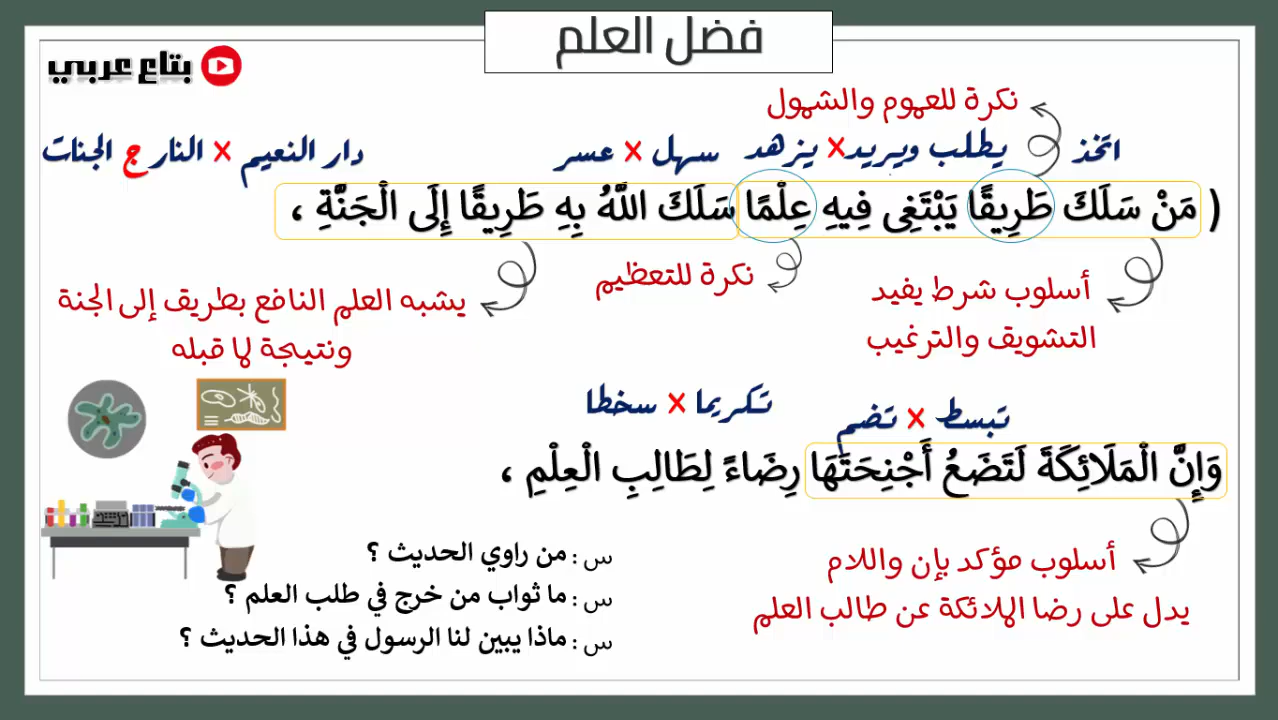 فضل العلم
بتاع عربي
نكرة للعموم والشمول
اتخذ
يطلب ويريد × يزهد
سهل × عسر
دار النعيم × النار ج الجنات
( مَنْ سَلَكَ طَرِيقًا يَبْتَغِى فِيهِ عِلْمًا سَلَكَ اللَّهُ بِهِ طَرِيقًا إِلَى الْجَنَّةِ ،
أسلوب شرط يفيد
التشويق والترغيب
نكرة للتعظيم
يشبه العلم النافع بطريق إلى الجنة
ونتيجة لما قبله
تبسط × تضم
تكريما × سخطا
وَإِنَّ الْمَلَائِكَةَ لَتَضَعُ أَجْنِحَتَهَا رِضَاءً لِطَالِبِ الْعِلْمِ ،
أسلوب مؤكد بإن واللام
يدل على رضا الملائكة عن طالب العلم
س : من راوي الحديث ؟
س : ما ثواب من خرج في طلب العلم ؟
س : ماذا يبين لنا الرسول في هذا الحديث ؟